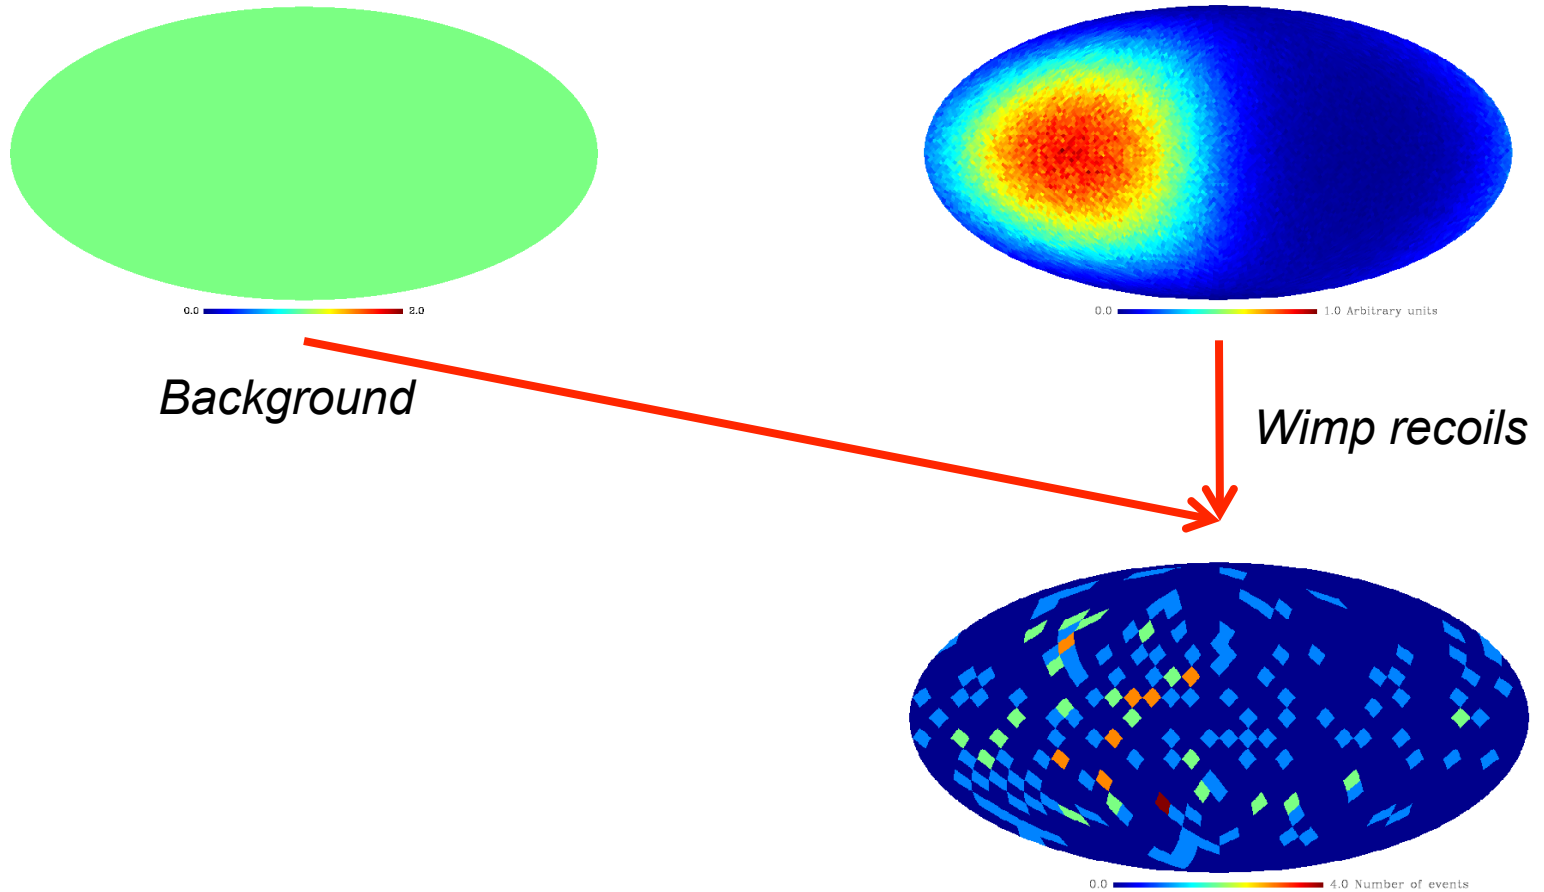 0.0 2.0
0.0 1.0 Arbitrary units
Background
Wimp recoils
0.0 4.0 Number of events